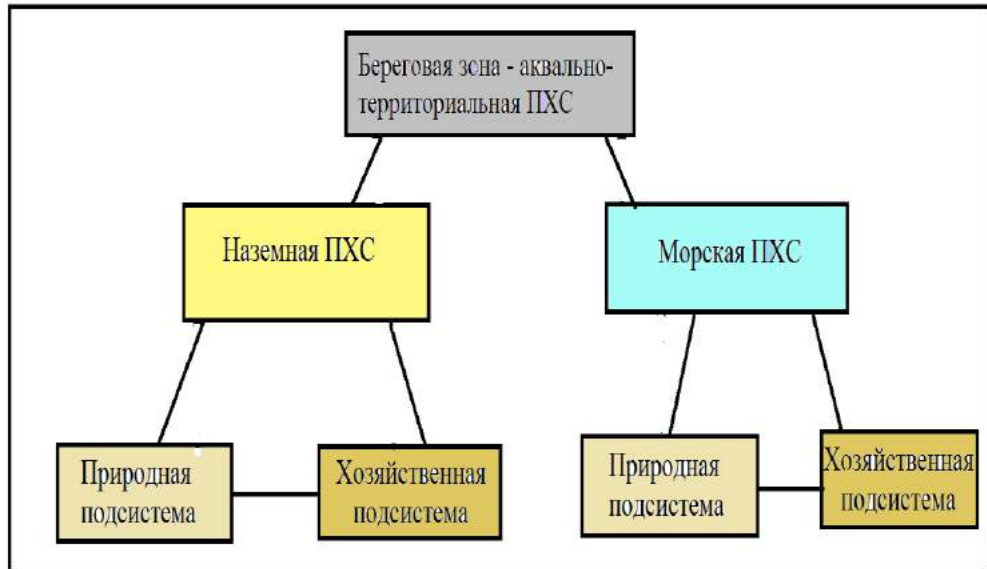 Береговая зона - аквально-
территориальная ПХС
Наземная ПХС
Морская ПХС
Природная
подсистема
Хозяйственная
подсистема
Природная
подсистема
Хозяйственная
подсистема